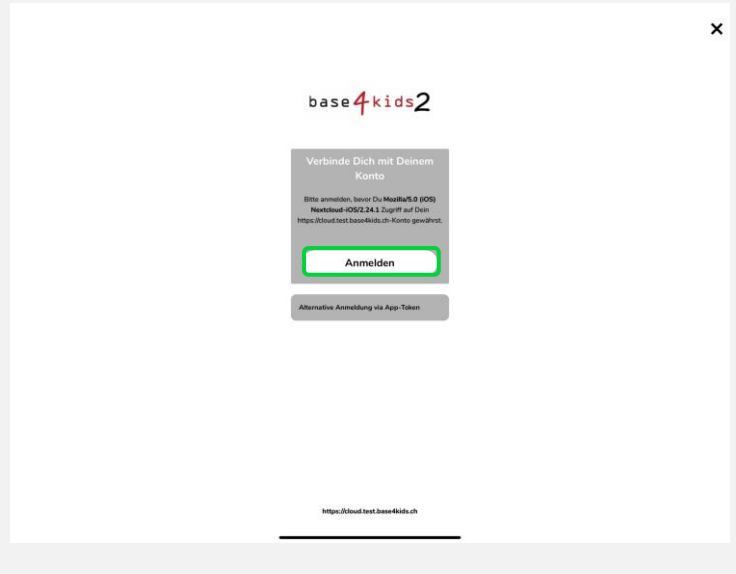 base4kids2
Verbinde Dich mit Deinem
Konto
Bitte anmelden, bevor Du Mozilla/5.0 (iOS)
Nextcloud-iOS/2.24.1 Zugriff auf Dein
https://cloud.test.base4kids.ch-Konto gewährst.
Anmelden
Alternative Anmeldung via App-Token
https://cloud.test.base4kids.ch